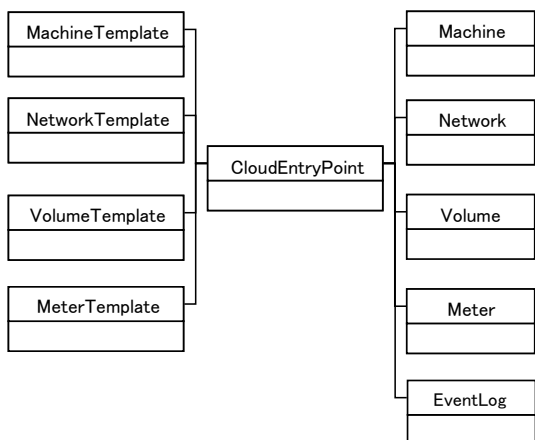 MachineTemplate
NetworkTemplate
VolumeTemplate
MeterTemplate
CloudEntryPoint
Machine
Network
Volume
Meter
EventLog